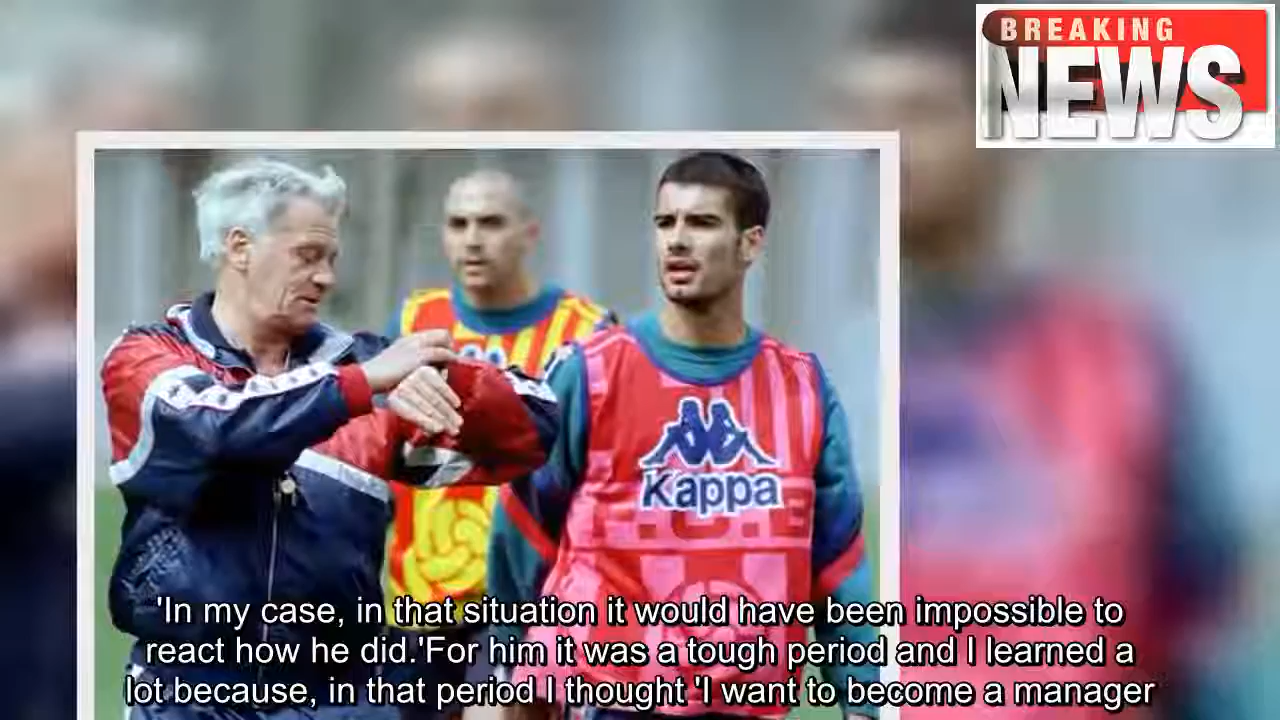 BREAKING
NEWS
Kappa
F.C.B
'In my case, in that situation it would have been impossible to
react how he did.'For him it was a tough period and I learned a
lot because, in that period I thought 'I want to become a manager